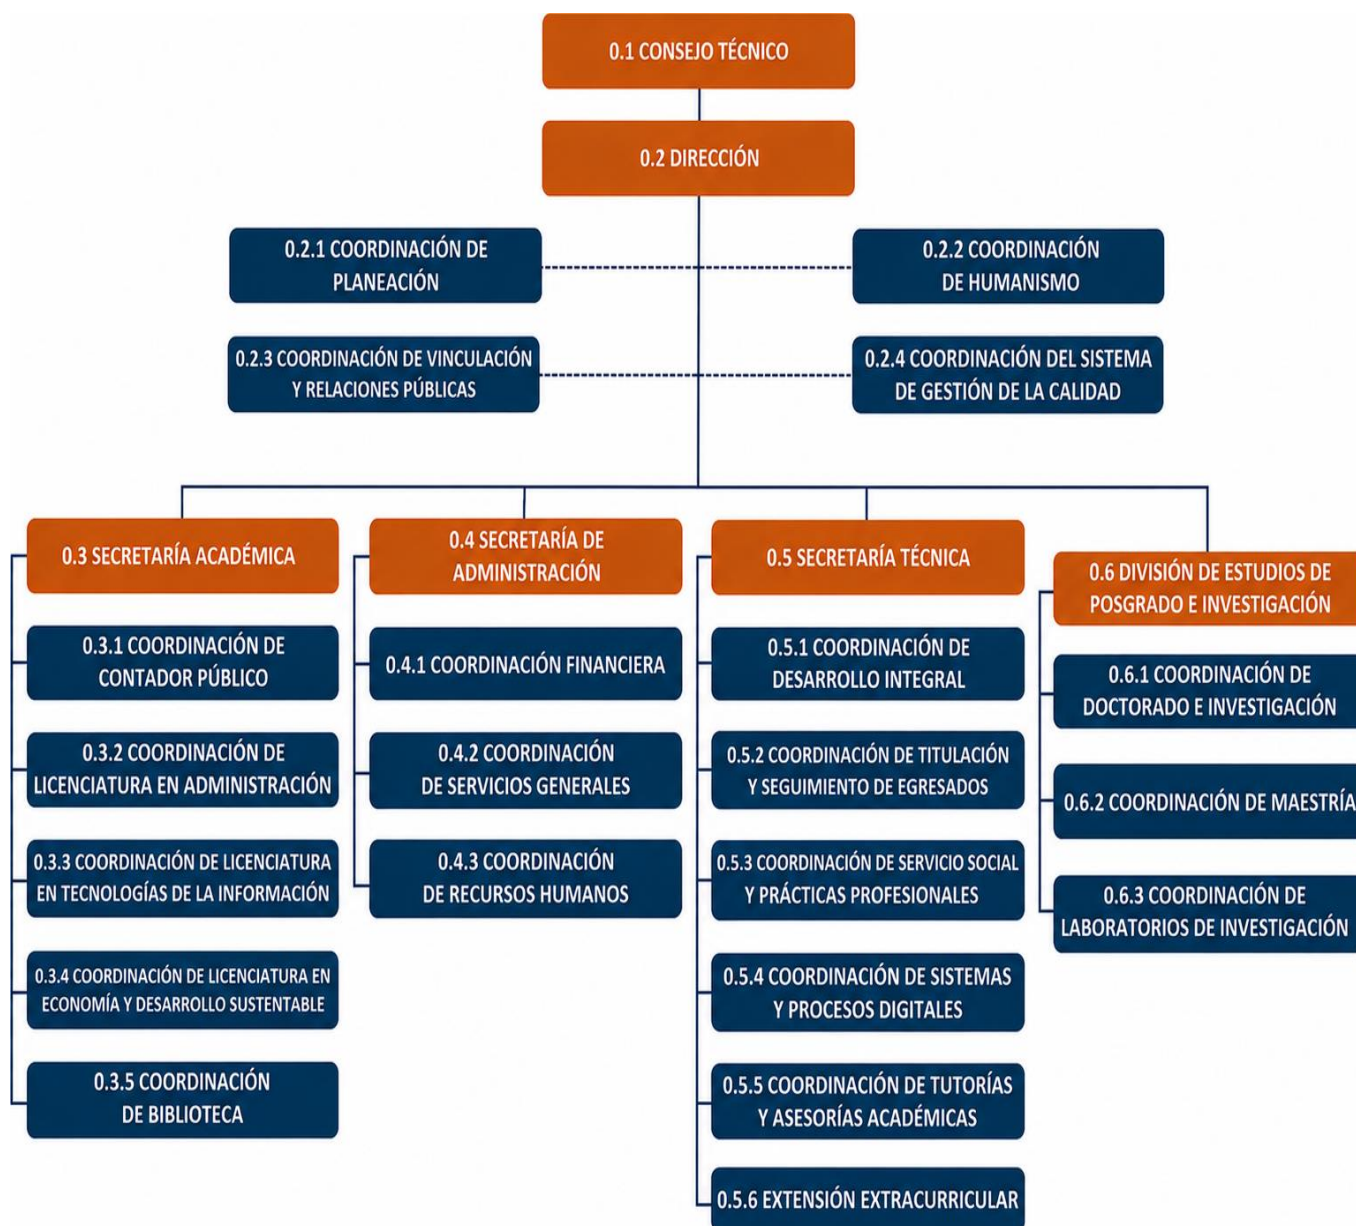 0.1 CONSEJO TÉCNICO
0.2 DIRECCIÓN
0.2.1 COORDINACIÓN DE
PLANEACIÓN
0.2.2 COORDINACIÓN
DE HUMANISMO
0.2.3 COORDINACIÓN DE VINCULACIÓN
Y RELACIONES PÚBLICAS
0.2.4 COORDINACIÓN DEL SISTEMA
DE GESTIÓN DE LA CALIDAD
0.3 SECRETARÍA ACADÉMICA
0.3.1 COORDINACIÓN DE
CONTADOR PÚBLICO
0.3.2 COORDINACIÓN DE
LICENCIATURA EN ADMINISTRACIÓN
0.3.3 COORDINACIÓN DE LICENCIATURA
EN TECNOLOGÍAS DE LA INFORMACIÓN
0.3.4 COORDINACIÓN DE LICENCIATURA EN
ECONOMÍA Y DESARROLLO SUSTENTABLE
0.3.5 COORDINACIÓN
DE BIBLIOTECA
0.4 SECRETARÍA DE
ADMINISTRACIÓN
0.4.1 COORDINACIÓN FINANCIERA
0.4.2 COORDINACIÓN
DE SERVICIOS GENERALES
0.4.3 COORDINACIÓN
DE RECURSOS HUMANOS
0.5 SECRETARÍA TÉCNICA
0.5.1 COORDINACIÓN DE
DESARROLLO INTEGRAL
0.5.2 COORDINACIÓN DE TITULACIÓN
Y SEGUIMIENTO DE EGRESADOS
0.5.3 COORDINACIÓN DE SERVICIO SOCIAL
Y PRÁCTICAS PROFESIONALES
0.5.4 COORDINACIÓN DE SISTEMAS
Y PROCESOS DIGITALES
0.5.5 COORDINACIÓN DE TUTORÍAS
Y ASESORÍAS ACADÉMICAS
0.5.6 EXTENSIÓN EXTRACURRICULAR
0.6 DIVISIÓN DE ESTUDIOS DE
POSGRADO E INVESTIGACIÓN
0.6.1 COORDINACIÓN DE
DOCTORADO E INVESTIGACIÓN
0.6.2 COORDINACIÓN DE MAESTRÍA
0.6.3 COORDINACIÓN DE
LABORATORIOS DE INVESTIGACIÓN